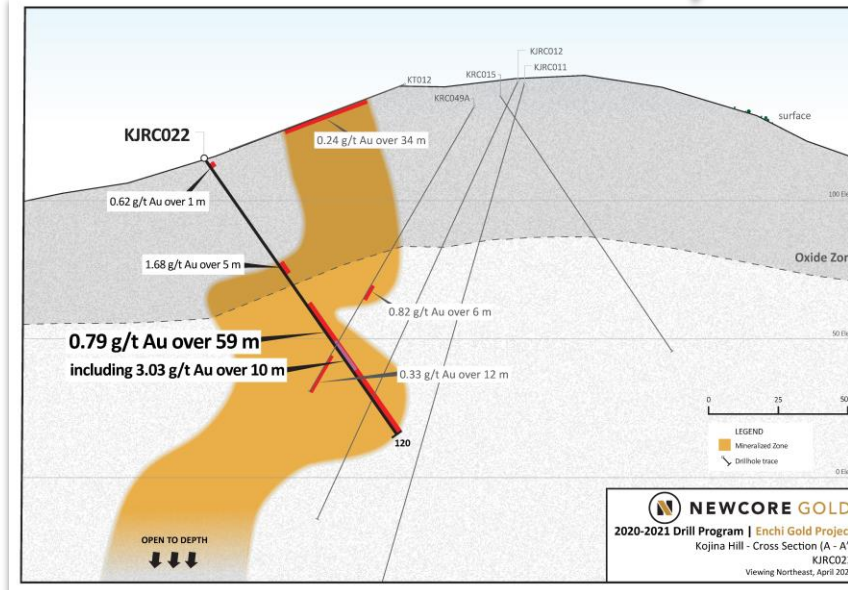 KJRC012
KJRC011
KRC015
KT012
KRC049A
surface
KJRC022
0.24 g/t Au over 34 m
0.62 g/t Au over 1 m
100 Ele
Oxide Zon
1.68 g/t Au over 5 m
0.82 g/t Au over 6 m
0.79 g/t Au over 59 m
50 Ele
including 3.03 g/t Au over 10 m
0.33 g/t Au over 12 m
0 25 50
120
LEGEND
Mineralized Zone
Drillhole trace
0 Ele
NEWCORE GOLD
2020-2021 Drill Program | Enchi Gold Project
Kojina Hill - Cross Section (A - A'
KJRC02
Viewing Northeast, April 202
OPEN TO DEPTH